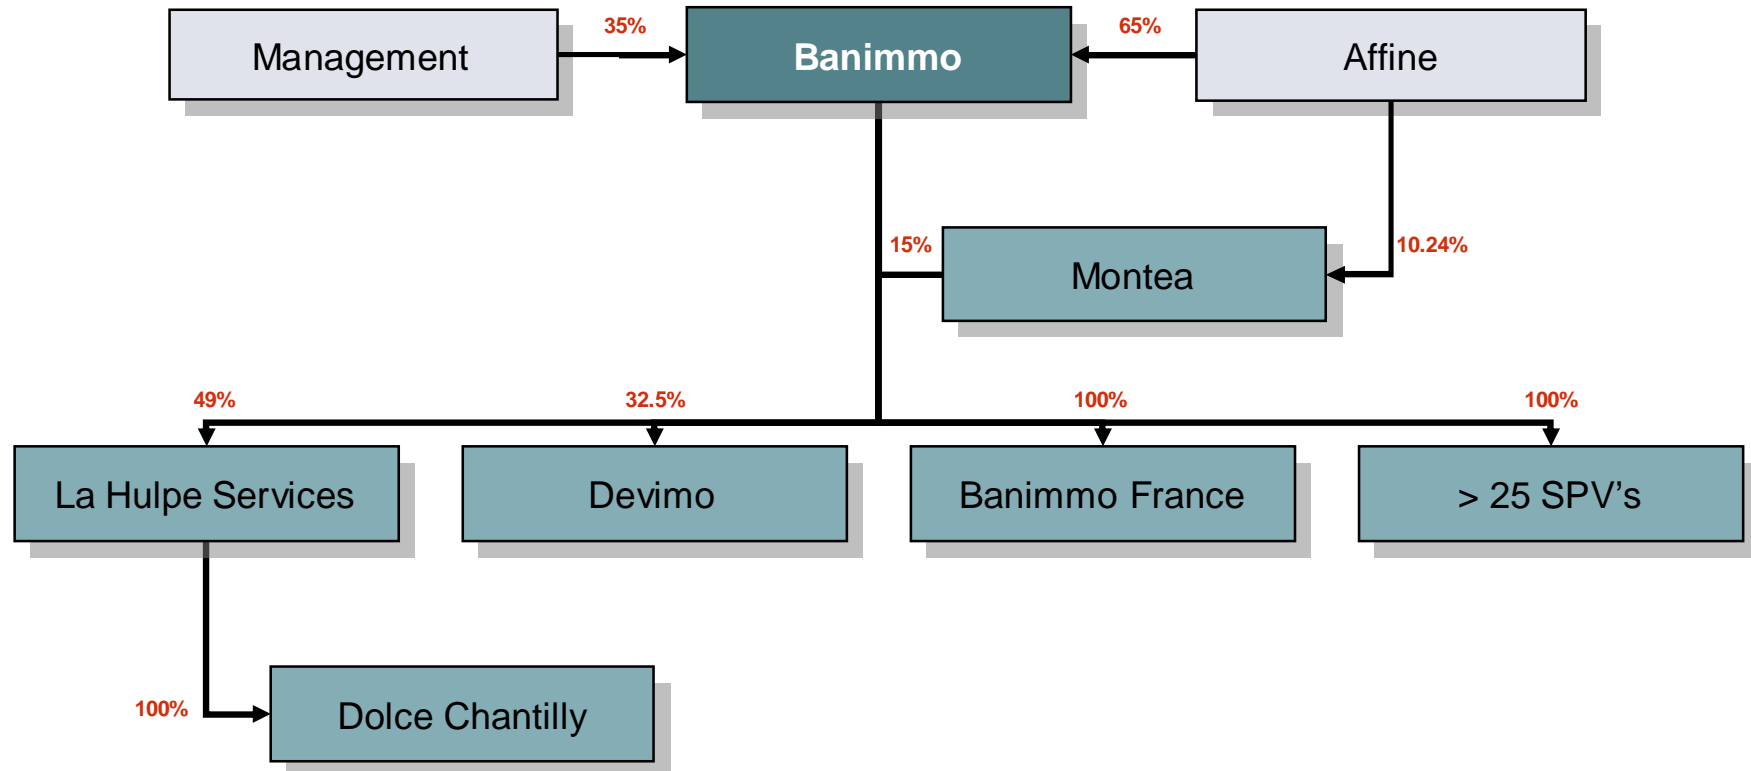 35%
65%
Management
Banimmo
Affine
15%
10.24%
Montea
49%
32.5%
100%
100%
La Hulpe Services
Devimo
Banimmo France
> 25 SPV’s
100%
Dolce Chantilly